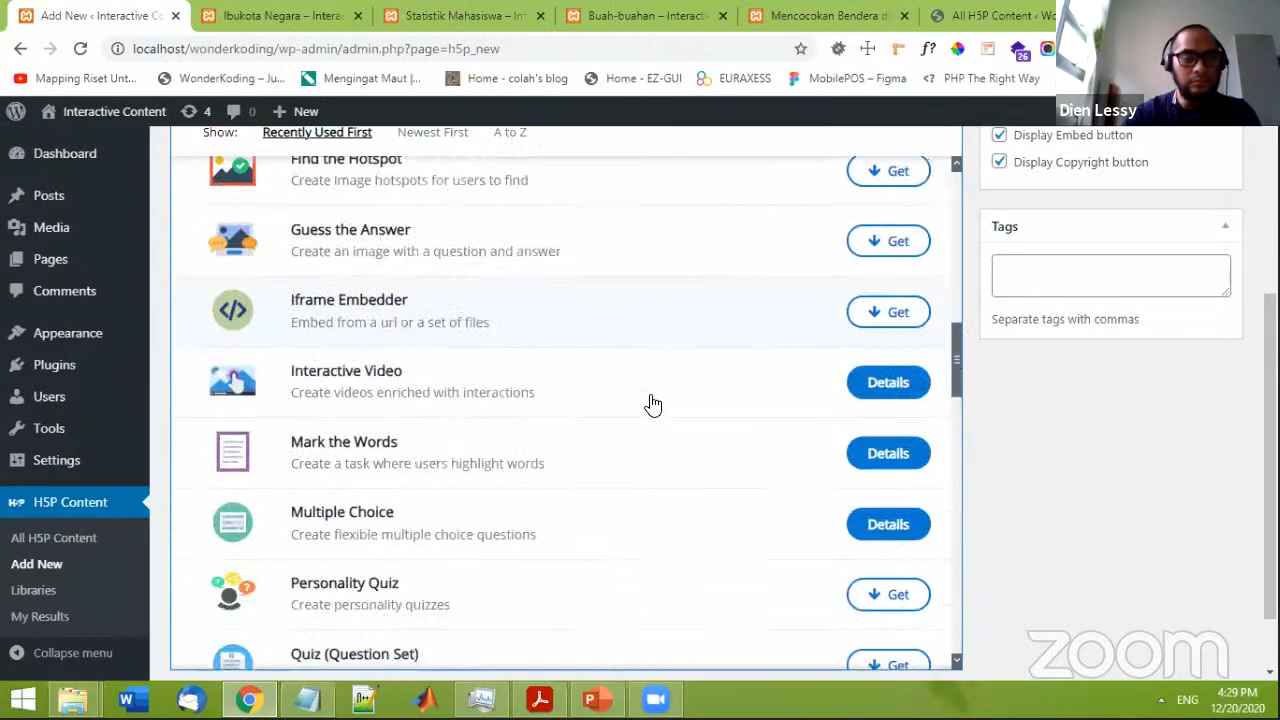 Add New ‹ Interactive C
Ibukota Negara – Intera
Statistik Mahasiswa – Int
Buah-buahan – Interacti
Mencocokan Bendera d
All H5P Content ‹ Wo
localhost/wonderkoding/wp-admin/admin.php?page=h5p_new
26
Mapping Riset Unt...
WonderKoding – Ju...
Mengingat Maut |...
Home - colah's blog
Home - EZ-GUI
EURAXESS
MobilePOS – Figma
PHP The Right Way
Dien Lessy
Interactive Content
4
0
New
Dashboard
Posts
Media
Pages
Comments
Appearance
Plugins
Users
Tools
Settings
H5P
H5P Content
All H5P Content
Add New
Libraries
My Results
Collapse menu
Show:
Recently Used First
Newest First
A to Z
Find the Hotspot
Create image hotspots for users to find
Get
Guess the Answer
Create an image with a question and answer
Get
Iframe Embedder
Embed from a url or a set of files
Get
Interactive Video
Create videos enriched with interactions
Details
Mark the Words
Create a task where users highlight words
Details
Multiple Choice
Create flexible multiple choice questions
Details
Personality Quiz
Create personality quizzes
Get
Quiz (Question Set)
Get
Display Embed button
Display Copyright button
Tags
Separate tags with commas
zoom
ENG
4:29 PM
12/20/2020